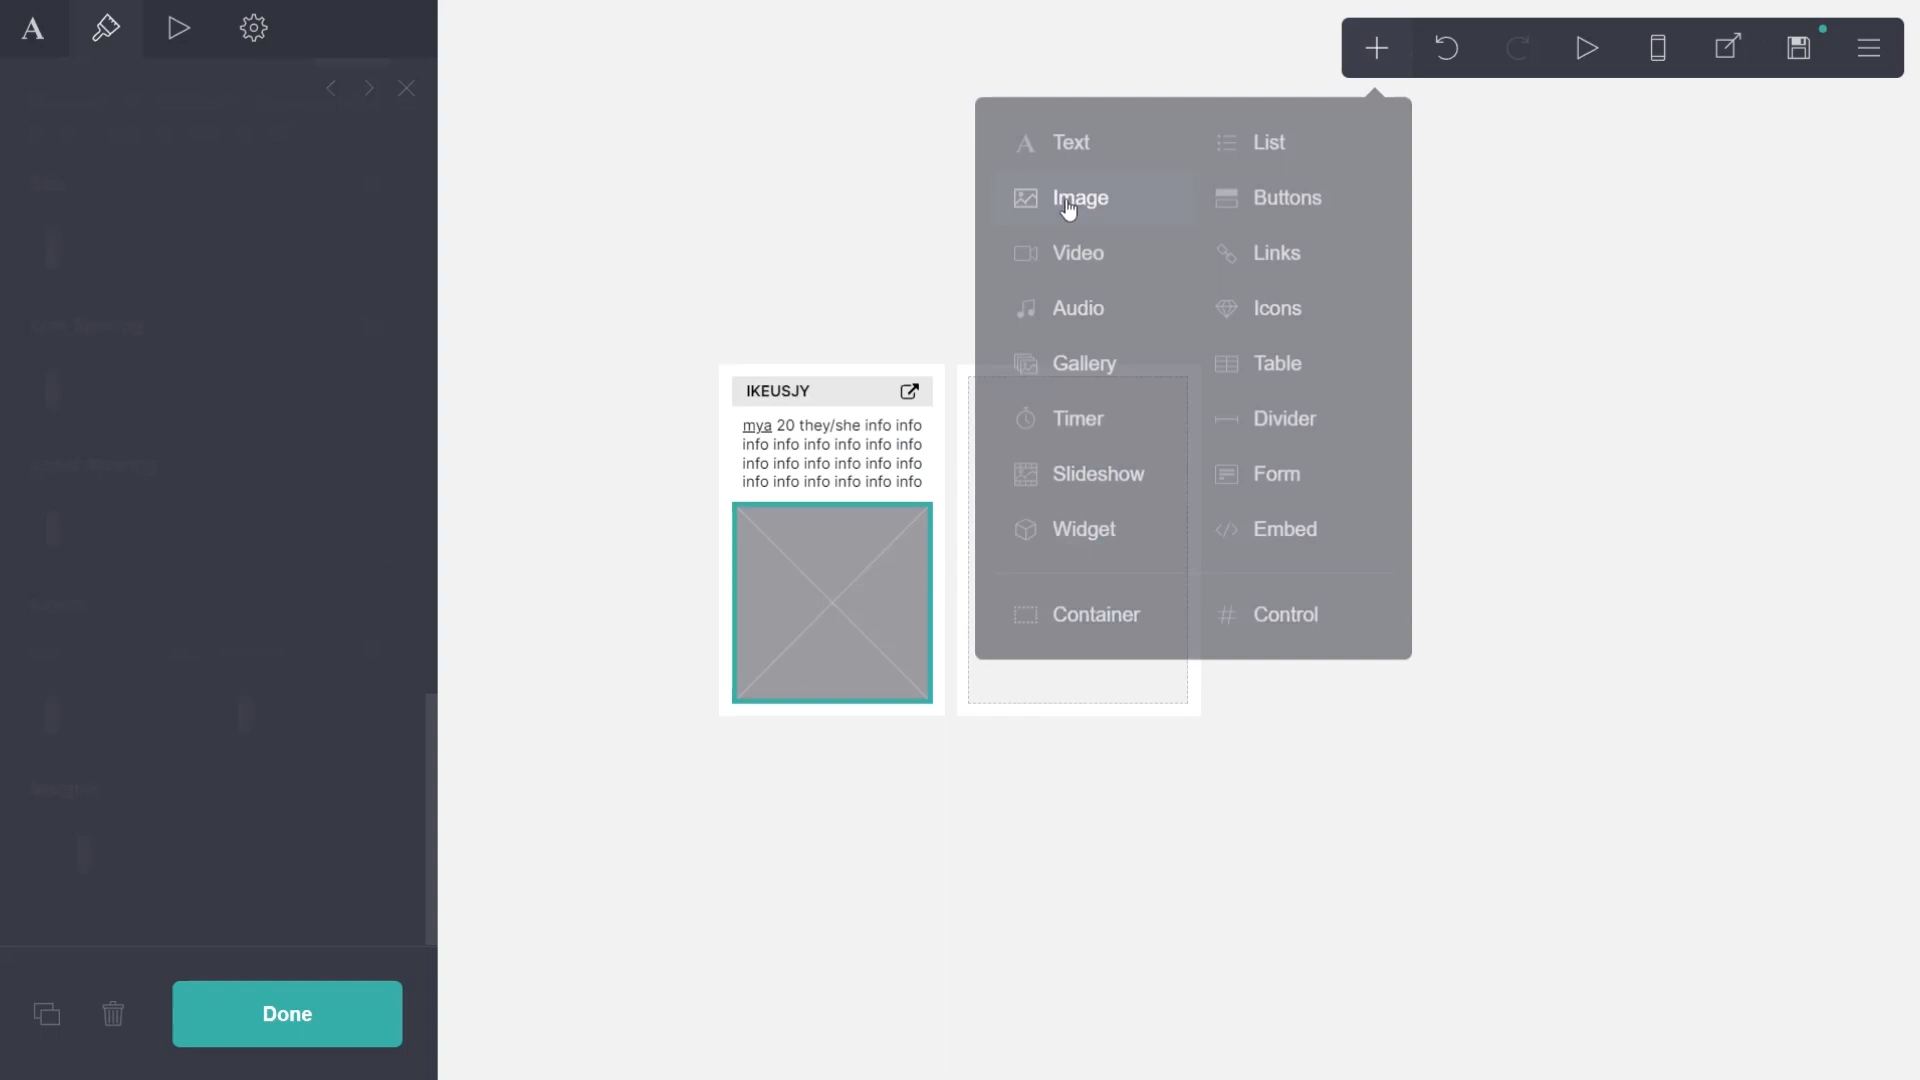 Text
List
Image
Buttons
Video
Links
Audio
Icons
Gallery
Table
Timer
Divider
Slideshow
Form
Widget
Embed
Container
Control
IKEUSJY
mya 20 they/she info info
info info info info info info
info info info info info info
info info info info info info
Done